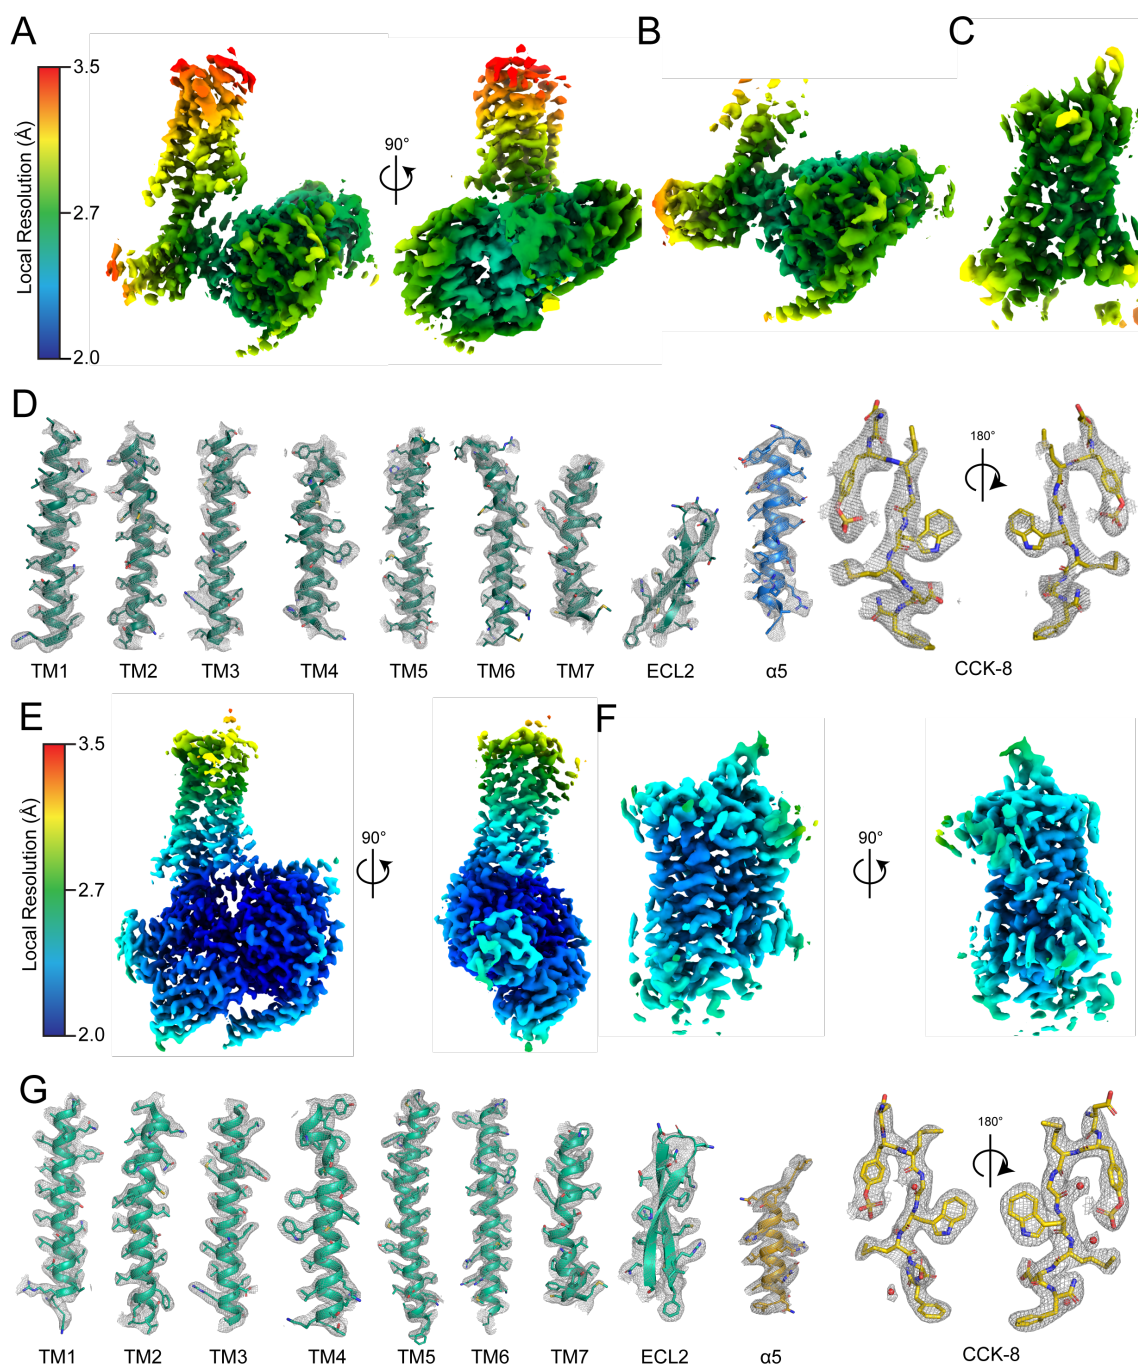 A
B
C
3.5
2.7
2.0
Local Resolution (Å)
90°
D
180°
TM1
TM2
TM3
TM4
TM5
TM6
TM7
ECL2
α5
CCK-8
E
F
3.5
2.7
2.0
Local Resolution (Å)
90°
90°
G
180°
TM1
TM2
TM3
TM4
TM5
TM6
TM7
ECL2
α5
CCK-8